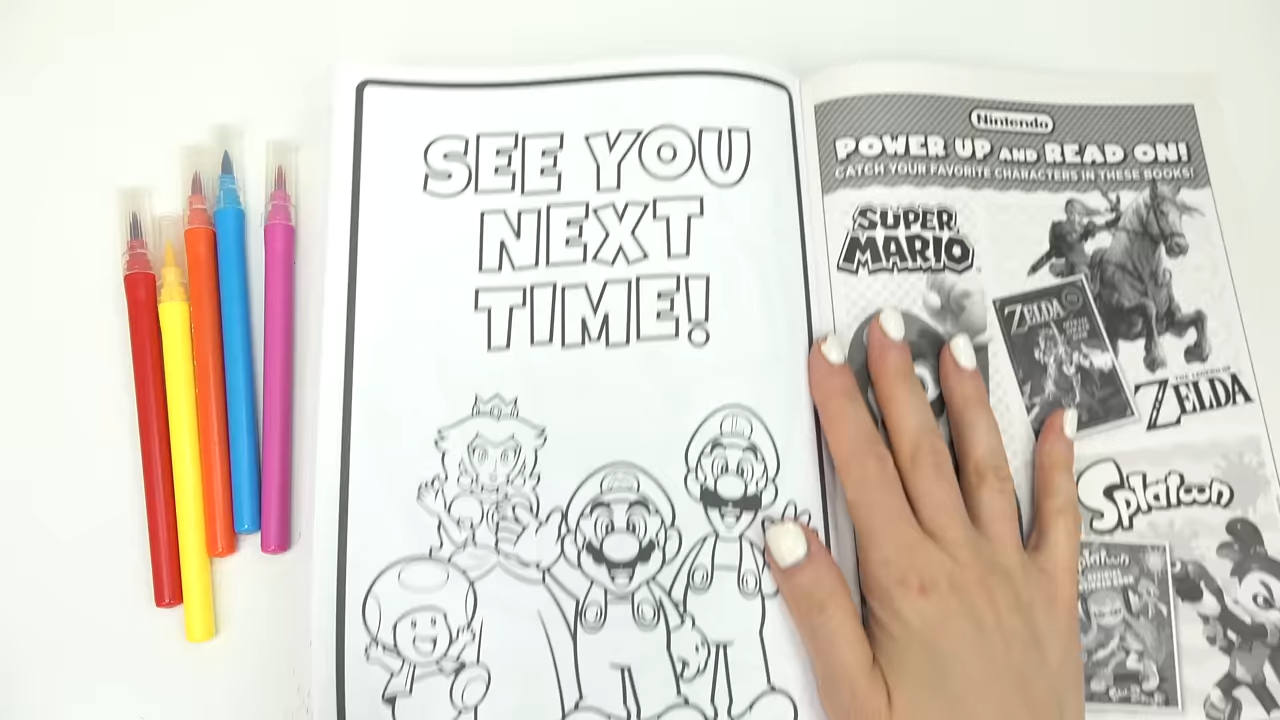 SEE YOU
NEXT
TIME!
Nintendo
POWER UP AND READ ON!
CATCH YOUR FAVORITE CHARACTERS IN THESE BOOKS!
SUPER
MARIO
ZELDA
THE LEGEND OF
ZELDA
Splatoon
Splatoon